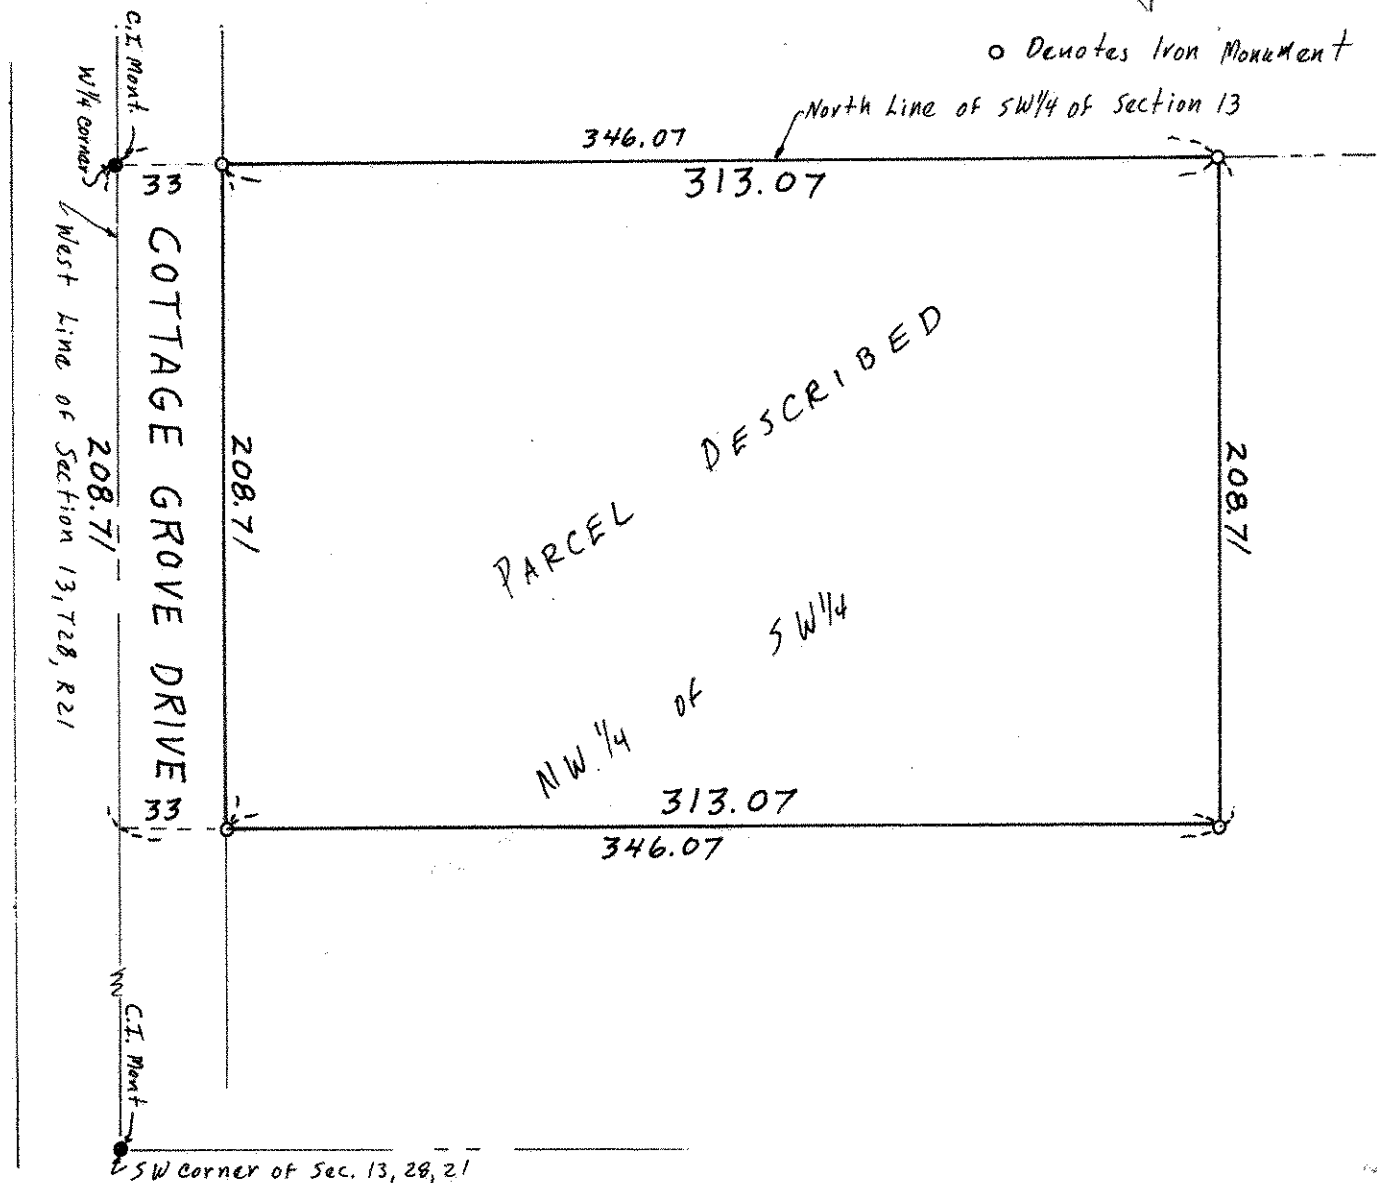 o Denotes Iron Monument
North Line of SW1/4 of Section 13
346.07
313.07
C.I. Mont.
W1/4 corner
33
West Line of Section 13, T28, R21
208.71
COTTAGE GROVE DRIVE
208.71
208.71
PARCEL DESCRIBED
NW 1/4 of SW1/4
33
313.07
346.07
C.I. Mont
SW Corner of Sec. 13, 28, 21